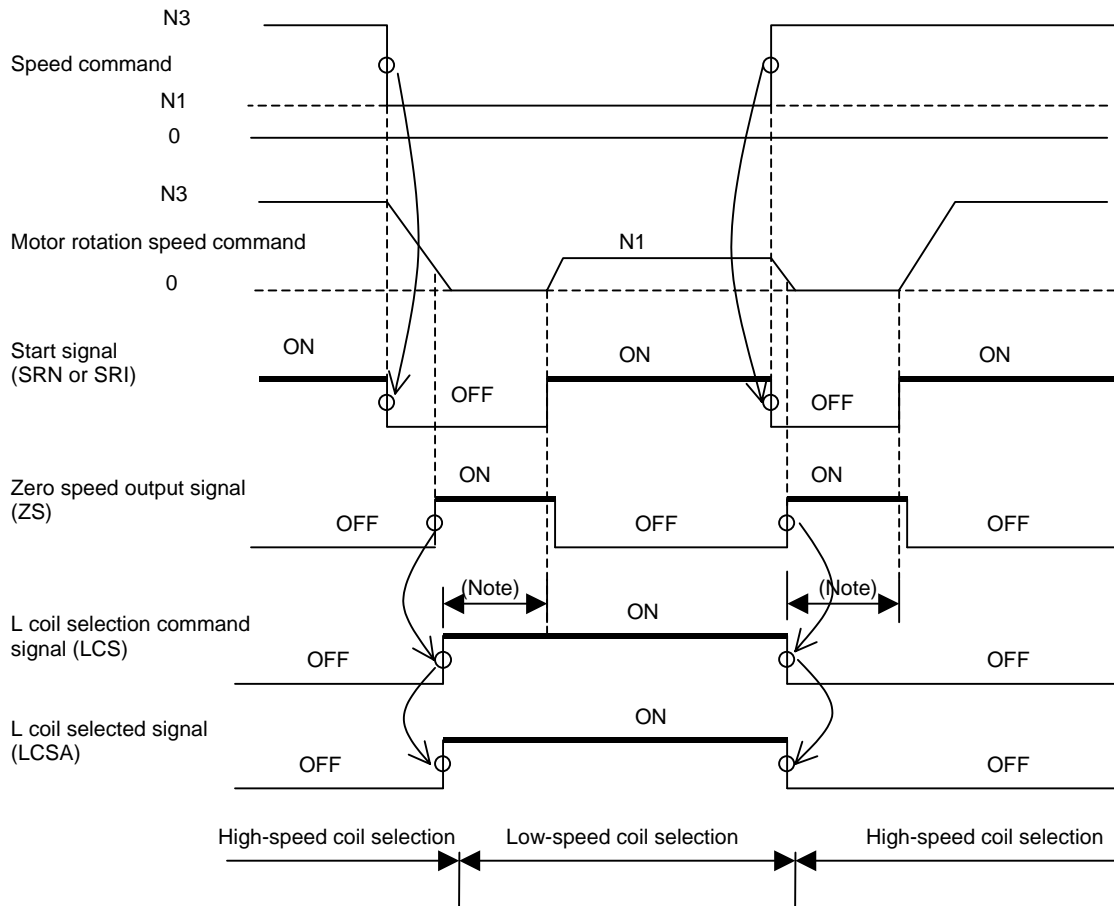 N3
Speed command
N1
0
N3
Motor rotation speed command
N1
0
Start signal
(SRN or SRI)
ON
OFF
ON
OFF
ON
Zero speed output signal
(ZS)
OFF
ON
OFF
ON
OFF
(Note)
(Note)
L coil selection command
signal (LCS)
OFF
ON
OFF
L coil selected signal
(LCSA)
OFF
ON
OFF
High-speed coil selection
Low-speed coil selection
High-speed coil selection